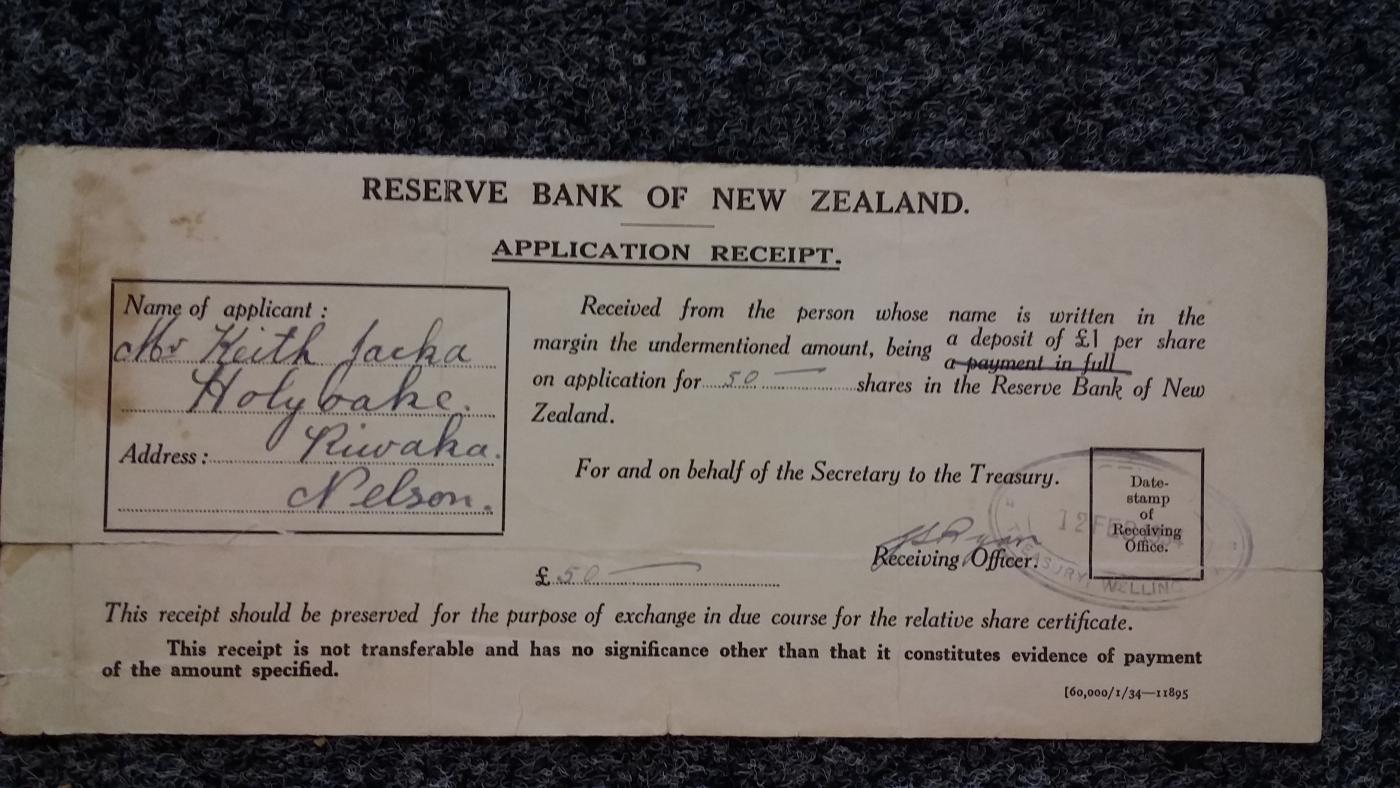 RESERVE BANK OF NEW ZEALAND.
APPLICATION RECEIPT.
Name of applicant :
Mr Keith Jacka
Holyoake.
Address : Riwaka.
Nelson.
Received from the person whose name is written in the
margin the undermentioned amount, being a deposit of £1 per share
a payment in full
on application for 50 shares in the Reserve Bank of New
Zealand.
For and on behalf of the Secretary to the Treasury.
Receiving Officer.
Date-
stamp
of
Receiving
Office.
12 FEB 1934
TREASURY, WELLING
£ 50
This receipt should be preserved for the purpose of exchange in due course for the relative share certificate.
This receipt is not transferable and has no significance other than that it constitutes evidence of payment
of the amount specified.
[60,000/1/34—11895